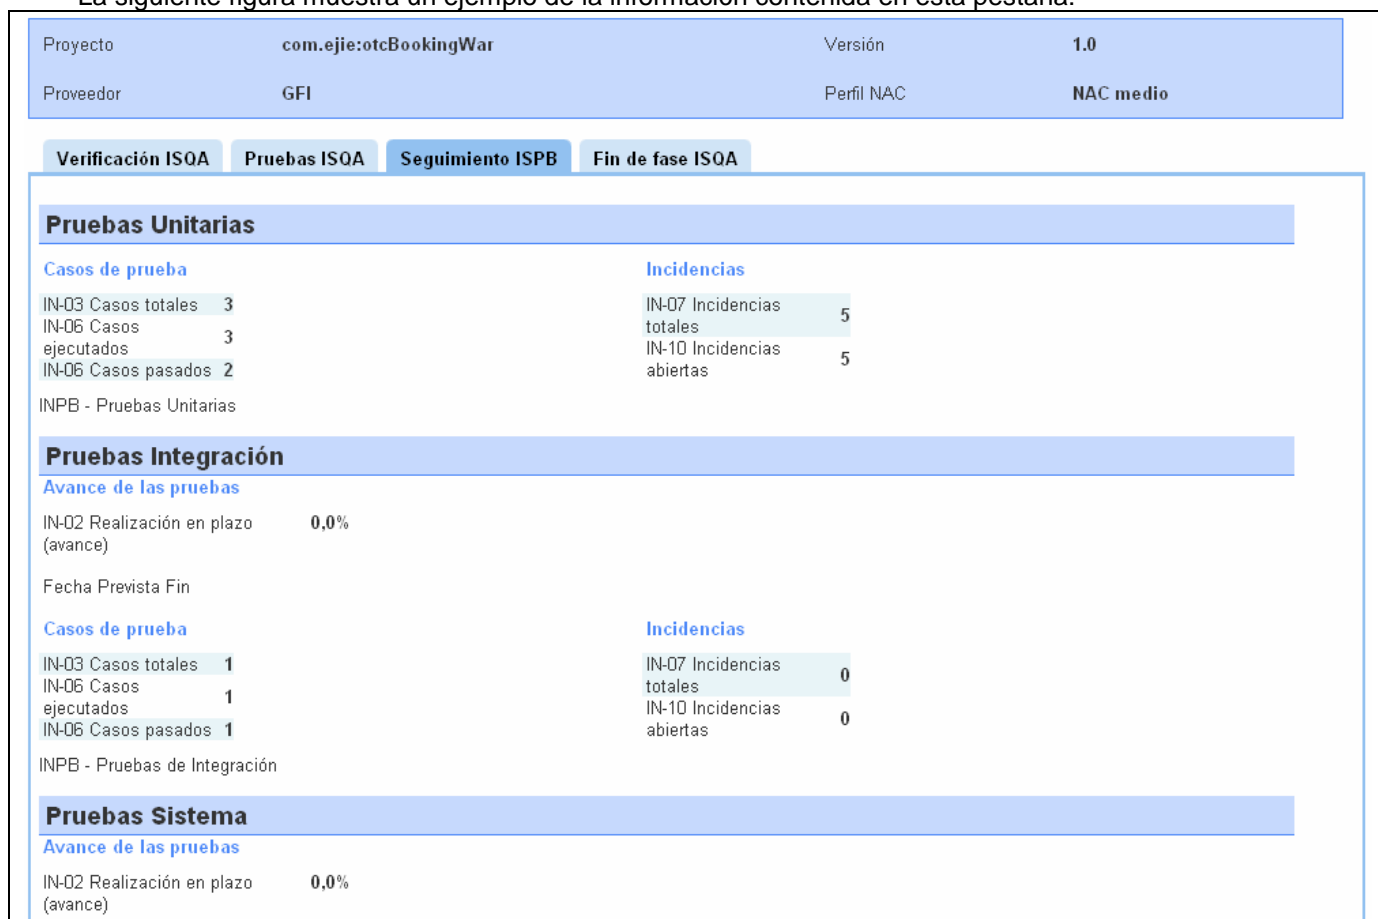 La siguiente figura muestra un ejemplo de la información contenida en esta pestaña.
Proyecto com.ejie:otcBookingWar Versión 1.0
Proveedor GFI Perfil NAC NAC medio
Verificación ISQA Pruebas ISQA Seguimiento ISPB Fin de fase ISQA
Pruebas Unitarias
Casos de prueba Incidencias
IN-03 Casos totales 3
IN-06 Casos
ejecutados 3
IN-06 Casos pasados 2
IN-07 Incidencias
totales 5
IN-10 Incidencias
abiertas 5
INPB - Pruebas Unitarias
Pruebas Integración
Avance de las pruebas
IN-02 Realización en plazo 0,0%
(avance)
Fecha Prevista Fin
Casos de prueba Incidencias
IN-03 Casos totales 1
IN-06 Casos
ejecutados 1
IN-06 Casos pasados 1
IN-07 Incidencias
totales 0
IN-10 Incidencias
abiertas 0
INPB - Pruebas de Integración
Pruebas Sistema
Avance de las pruebas
IN-02 Realización en plazo 0,0%
(avance)